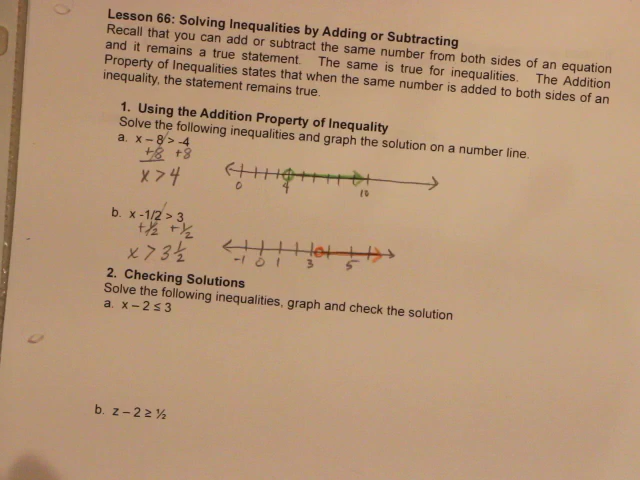 Lesson 66: Solving Inequalities by Adding or Subtracting
Recall that you can add or subtract the same number from both sides of an equation
and it remains a true statement. The same is true for inequalities. The Addition
Property of Inequalities states that when the same number is added to both sides of an
inequality, the statement remains true.
1. Using the Addition Property of Inequality
Solve the following inequalities and graph the solution on a number line.
a. x – 8 > -4
+8 +8
x > 4
0 4 10
b. x -1/2 > 3
+½ +½
x > 3 ½
-1 0 1 3 5
2. Checking Solutions
Solve the following inequalities, graph and check the solution
a. x – 2 ≤ 3
b. z – 2 ≥ ½